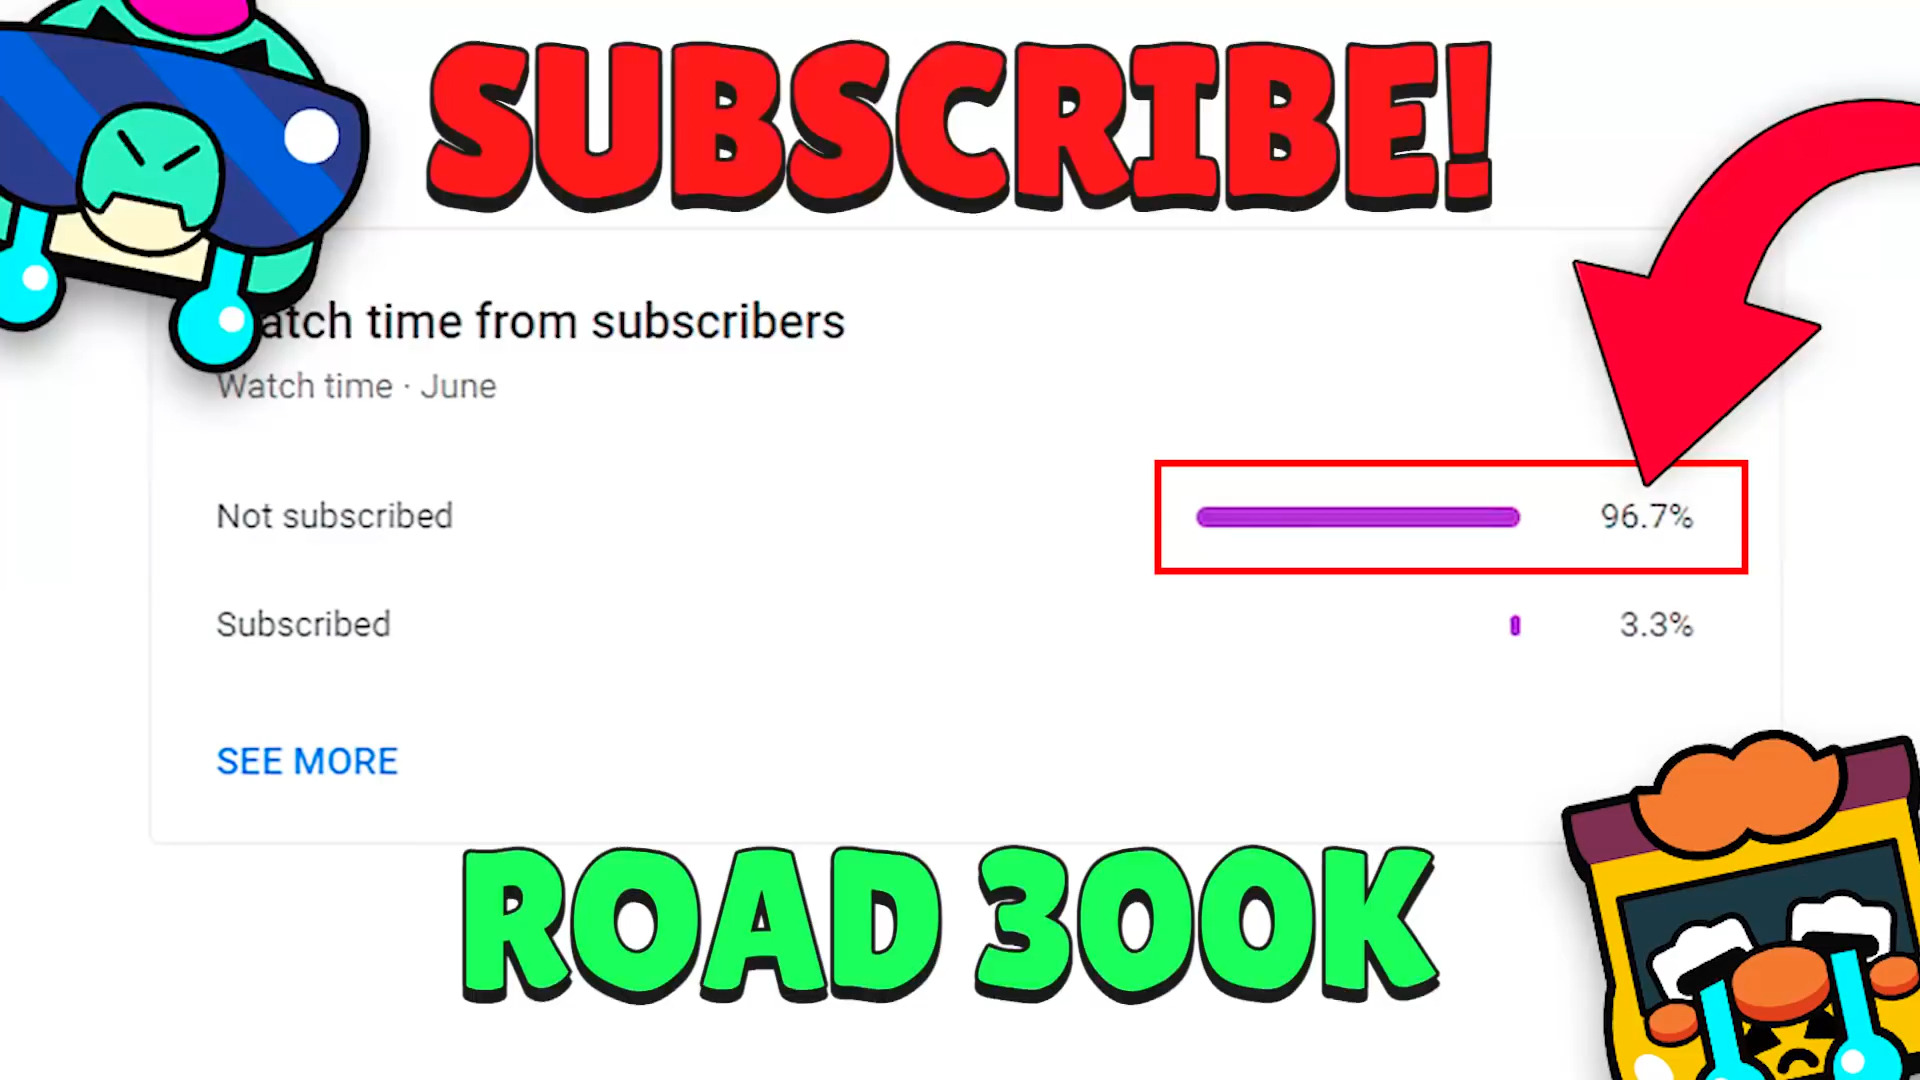 SUBSCRIBE!
atch time from subscribers
Watch time · June
Not subscribed 96.7%
Subscribed 3.3%
SEE MORE
ROAD 300K